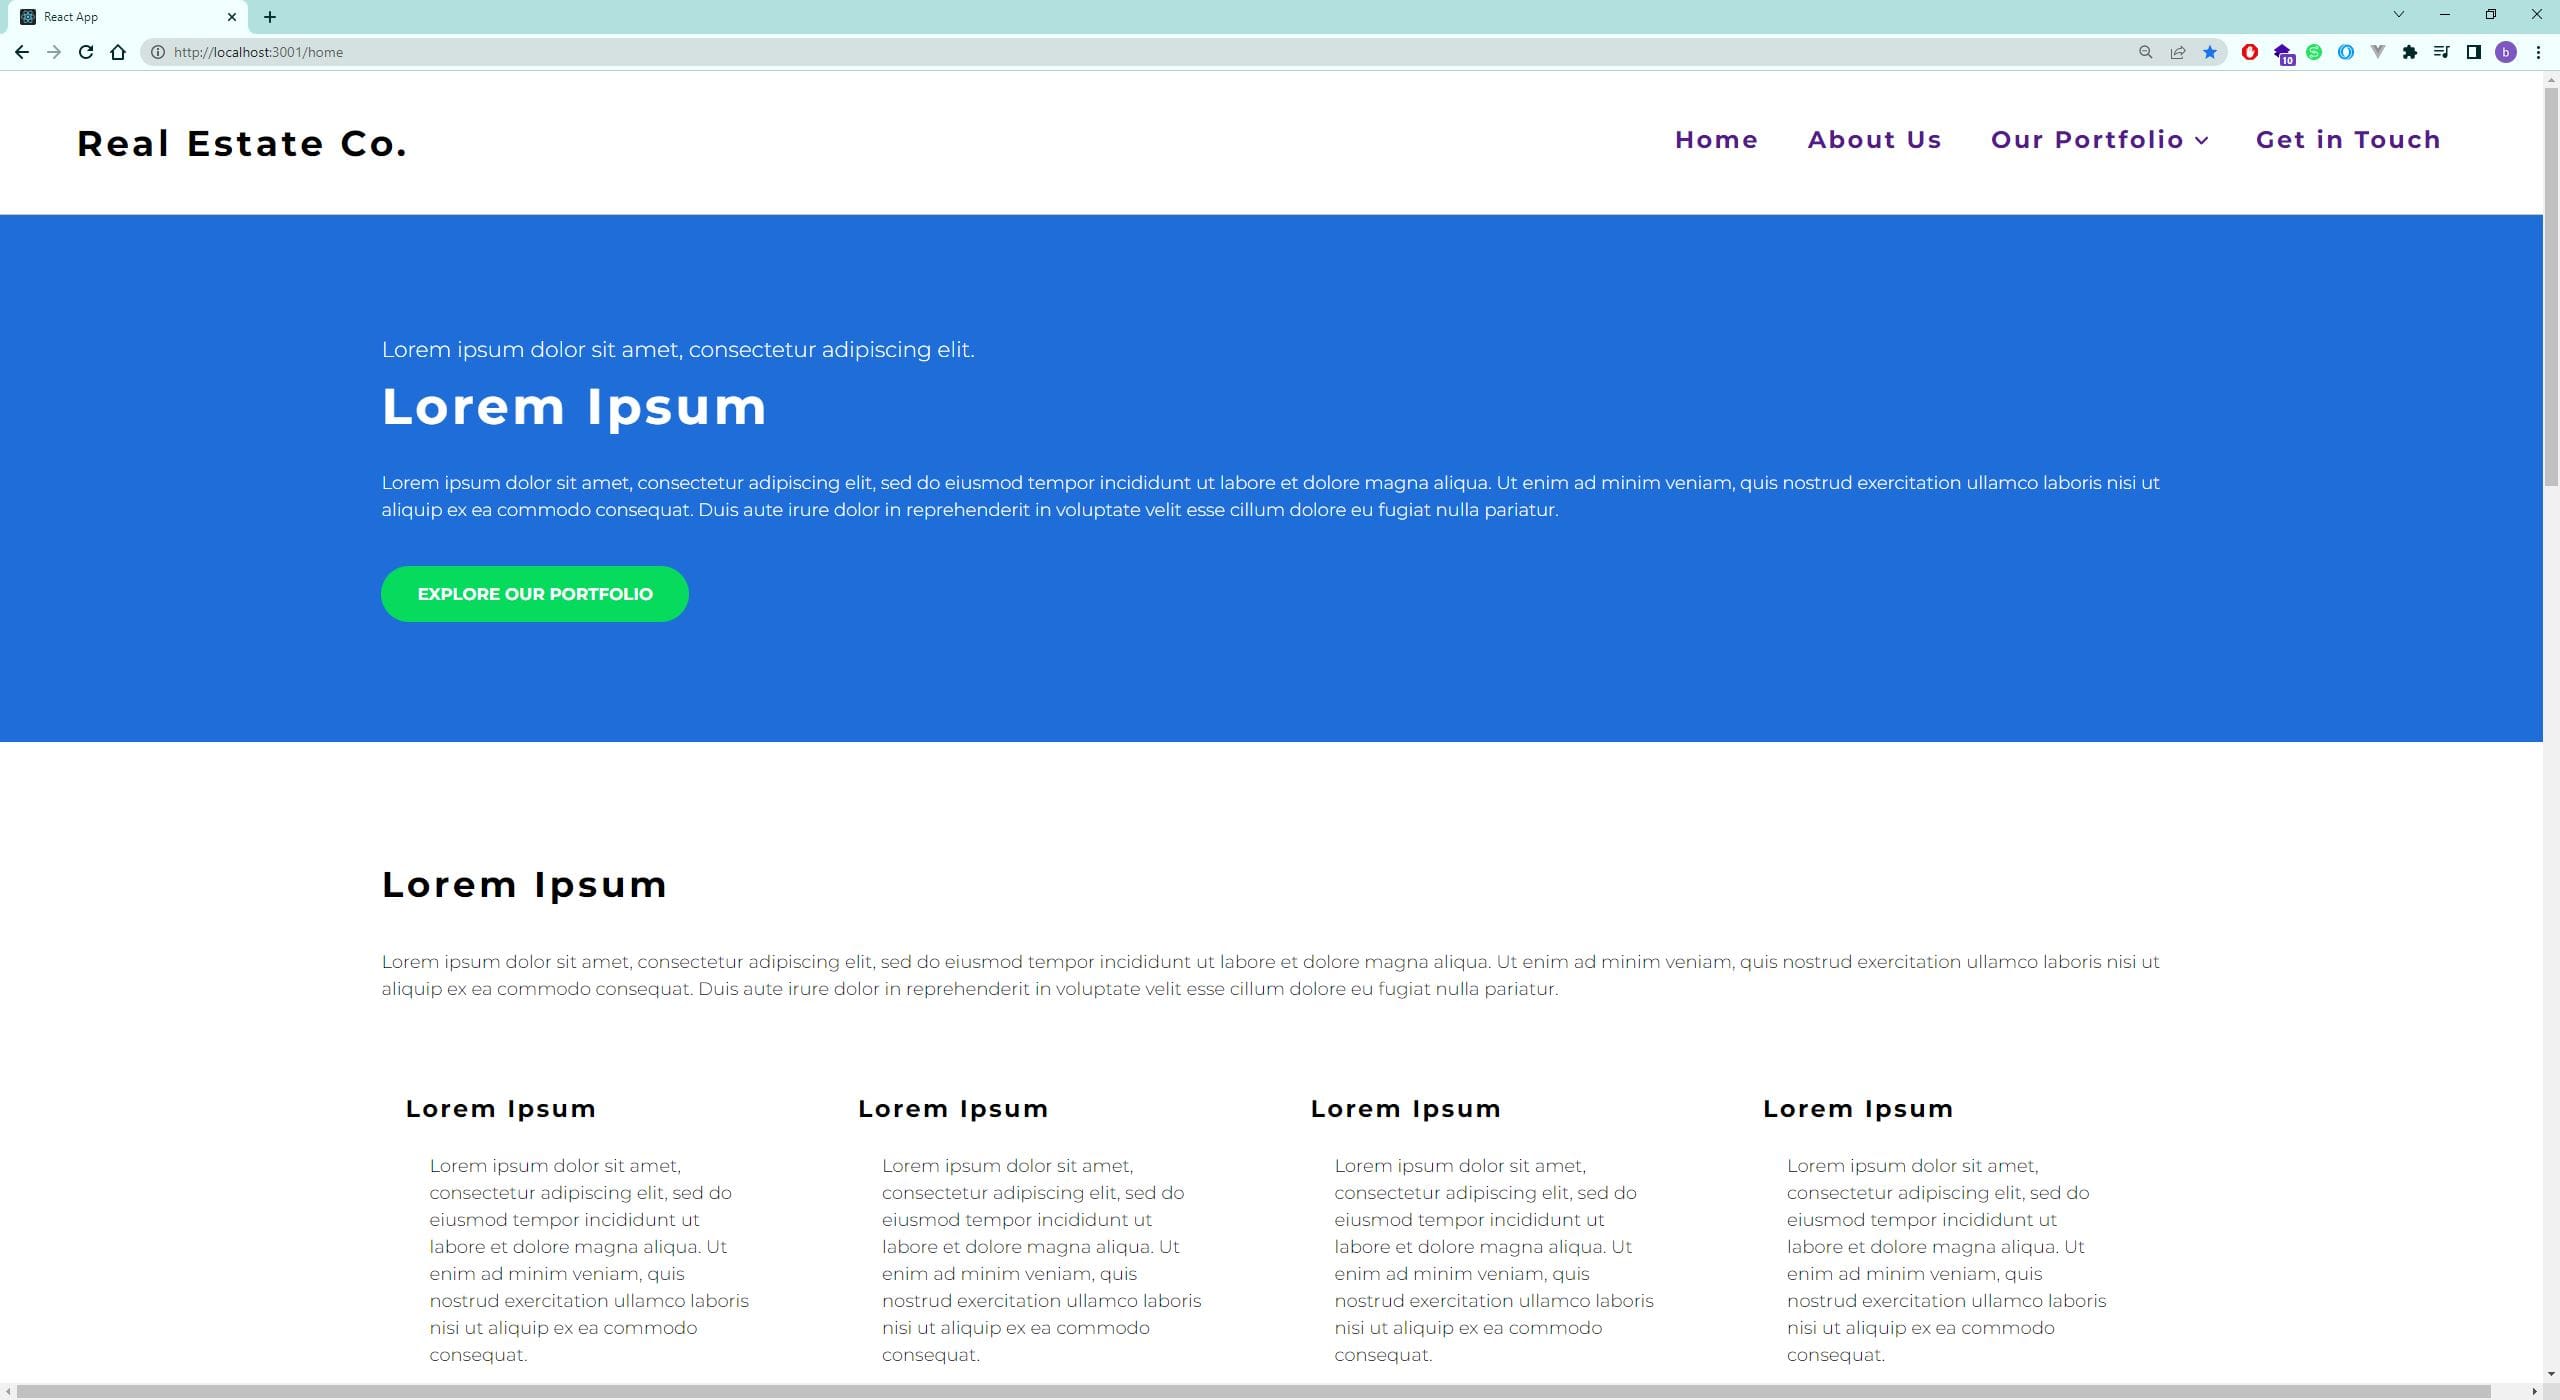 React App
http://localhost:3001/home
10
b
Real Estate Co.
Home
About Us
Our Portfolio
Get in Touch
Lorem ipsum dolor sit amet, consectetur adipiscing elit.
Lorem Ipsum
Lorem ipsum dolor sit amet, consectetur adipiscing elit, sed do eiusmod tempor incididunt ut labore et dolore magna aliqua. Ut enim ad minim veniam, quis nostrud exercitation ullamco laboris nisi ut
aliquip ex ea commodo consequat. Duis aute irure dolor in reprehenderit in voluptate velit esse cillum dolore eu fugiat nulla pariatur.
EXPLORE OUR PORTFOLIO
Lorem Ipsum
Lorem ipsum dolor sit amet, consectetur adipiscing elit, sed do eiusmod tempor incididunt ut labore et dolore magna aliqua. Ut enim ad minim veniam, quis nostrud exercitation ullamco laboris nisi ut
aliquip ex ea commodo consequat. Duis aute irure dolor in reprehenderit in voluptate velit esse cillum dolore eu fugiat nulla pariatur.
Lorem Ipsum
Lorem ipsum dolor sit amet,
consectetur adipiscing elit, sed do
eiusmod tempor incididunt ut
labore et dolore magna aliqua. Ut
enim ad minim veniam, quis
nostrud exercitation ullamco laboris
nisi ut aliquip ex ea commodo
consequat.
Lorem Ipsum
Lorem ipsum dolor sit amet,
consectetur adipiscing elit, sed do
eiusmod tempor incididunt ut
labore et dolore magna aliqua. Ut
enim ad minim veniam, quis
nostrud exercitation ullamco laboris
nisi ut aliquip ex ea commodo
consequat.
Lorem Ipsum
Lorem ipsum dolor sit amet,
consectetur adipiscing elit, sed do
eiusmod tempor incididunt ut
labore et dolore magna aliqua. Ut
enim ad minim veniam, quis
nostrud exercitation ullamco laboris
nisi ut aliquip ex ea commodo
consequat.
Lorem Ipsum
Lorem ipsum dolor sit amet,
consectetur adipiscing elit, sed do
eiusmod tempor incididunt ut
labore et dolore magna aliqua. Ut
enim ad minim veniam, quis
nostrud exercitation ullamco laboris
nisi ut aliquip ex ea commodo
consequat.